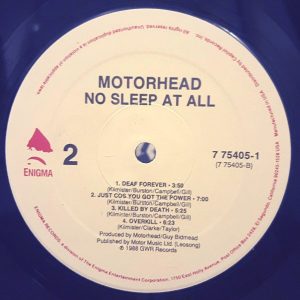 MOTORHEAD
NO SLEEP AT ALL
ENIGMA
2
7 75405-1
(7 75405-B)
1. DEAF FOREVER - 3:50
(Kilmister/Burston/Campbell/Gill)
2. JUST COS YOU GOT THE POWER - 7:00
(Kilmister/Burston/Campbell/Gill)
3. KILLED BY DEATH - 5:25
(Kilmister/Burston/Campbell/Gill)
4. OVERKILL - 6:23
(Kilmister/Clarke/Taylor)
Produced by Motorhead/Guy Bidmead
Published by Motor Music Ltd. (Leosong)
℗ 1988 GWR Records